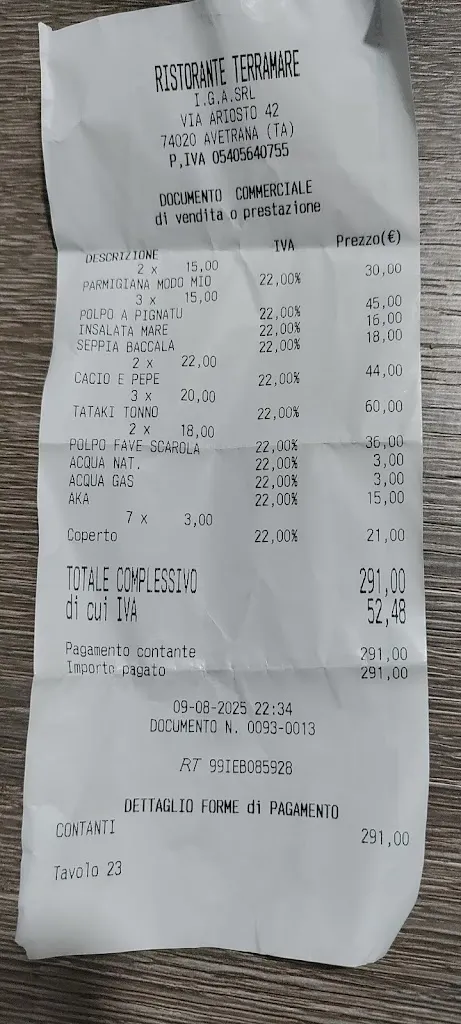 RISTORANTE TERRAMARE
I.G.A.SRL
VIA ARIOSTO 42
74020 AVETRANA (TA)
P,IVA 05405640755
DOCUMENTO COMMERCIALE
di vendita o prestazione
DESCRIZIONE IVA Prezzo(€)
2 x 15,00
PARMIGIANA MODO MIO 22,00% 30,00
3 x 15,00
POLPO A PIGNATU 22,00% 45,00
INSALATA MARE 22,00% 16,00
SEPPIA BACCALA 22,00% 18,00
2 x 22,00
CACIO E PEPE 22,00% 44,00
3 x 20,00
TATAKI TONNO 22,00% 60,00
2 x 18,00
POLPO FAVE SCAROLA 22,00% 36,00
ACQUA NAT. 22,00% 3,00
ACQUA GAS 22,00% 3,00
AKA 22,00% 15,00
7 x 3,00
Coperto 22,00% 21,00
TOTALE COMPLESSIVO 291,00
di cui IVA 52,48
Pagamento contante 291,00
Importo pagato 291,00
09-08-2025 22:34
DOCUMENTO N. 0093-0013
RT 99IEB085928
DETTAGLIO FORME di PAGAMENTO
CONTANTI 291,00
Tavolo 23